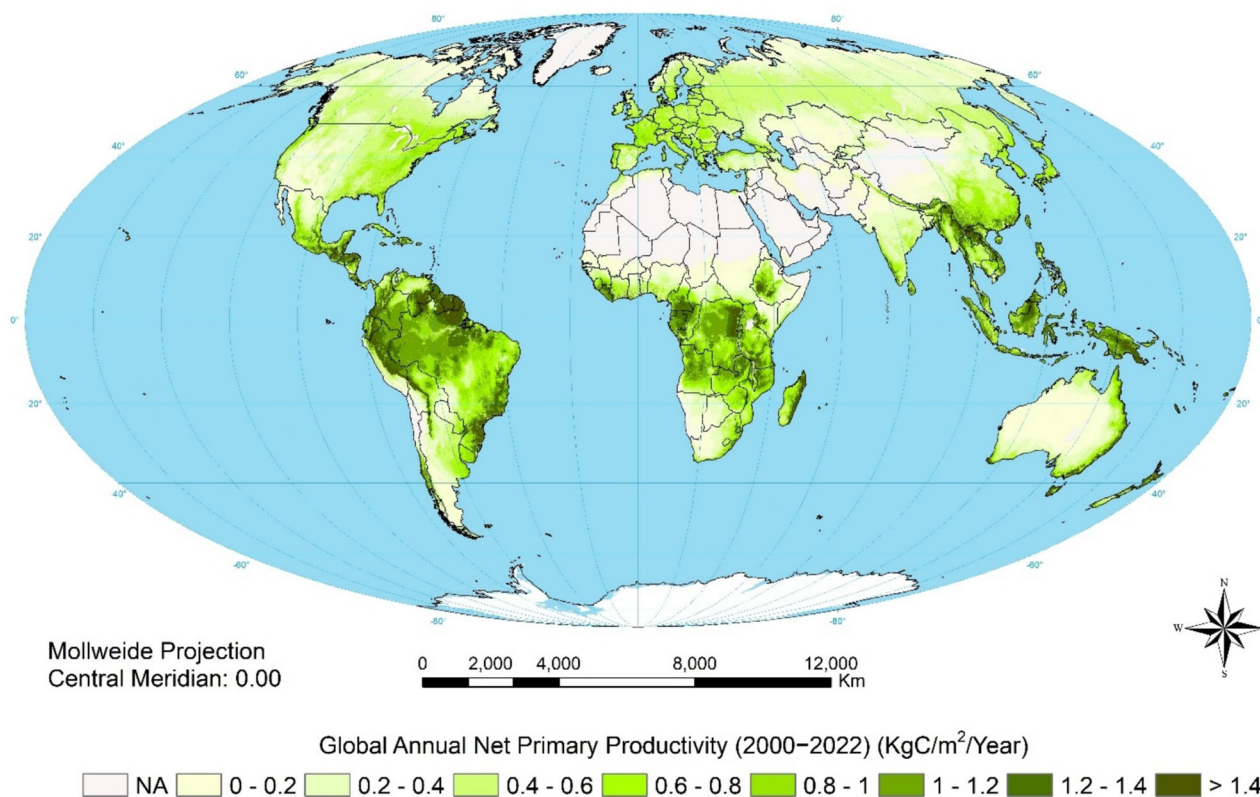 80°
80°
60°
60°
40°
40°
20°
20°
0°
0°
20°
20°
-40°
40°
-60°
-60°
-80°
-80°
N
W
S
Mollweide Projection
Central Meridian: 0.00
0 2,000 4,000 8,000 12,000
Km
Global Annual Net Primary Productivity (2000−2022) (KgC/m²/Year)
NA 0 - 0.2 0.2 - 0.4 0.4 - 0.6 0.6 - 0.8 0.8 - 1 1 - 1.2 1.2 - 1.4 > 1.4